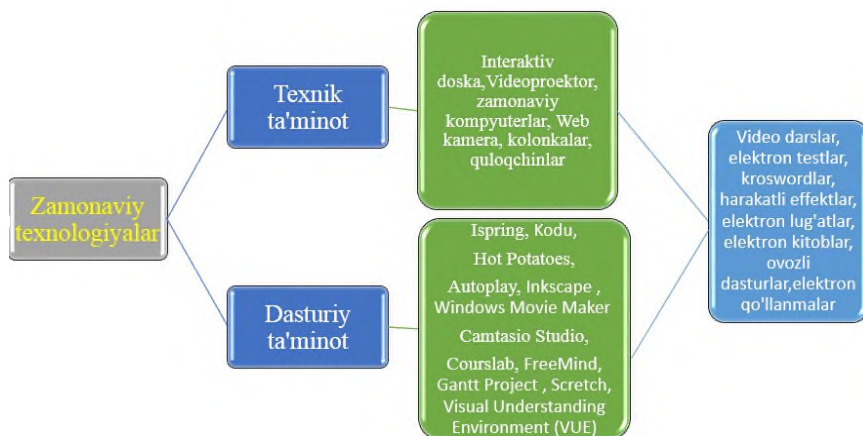 Zamonaviy
texnologiyalar
Texnik
ta'minot
Interaktiv
doska,Videoproektor,
zamonaviy
kompyuterlar, Web
kamera, kolonkalar,
quloqchinlar
Dasturiy
ta'minot
Ispring, Kodu,
Hot Potatoes,
Autoplay, Inkscape ,
Windows Movie Maker
Camtasio Studio,
Courslab, FreeMind,
Gantt Project , Scretch,
Visual Understanding
Environment (VUE)
Video darslar,
elektron testlar,
kroswordlar,
harakatli effektlar,
elektron lug'atlar,
elektron kitoblar,
ovozli
dasturlar,elektron
qo'llanmalar